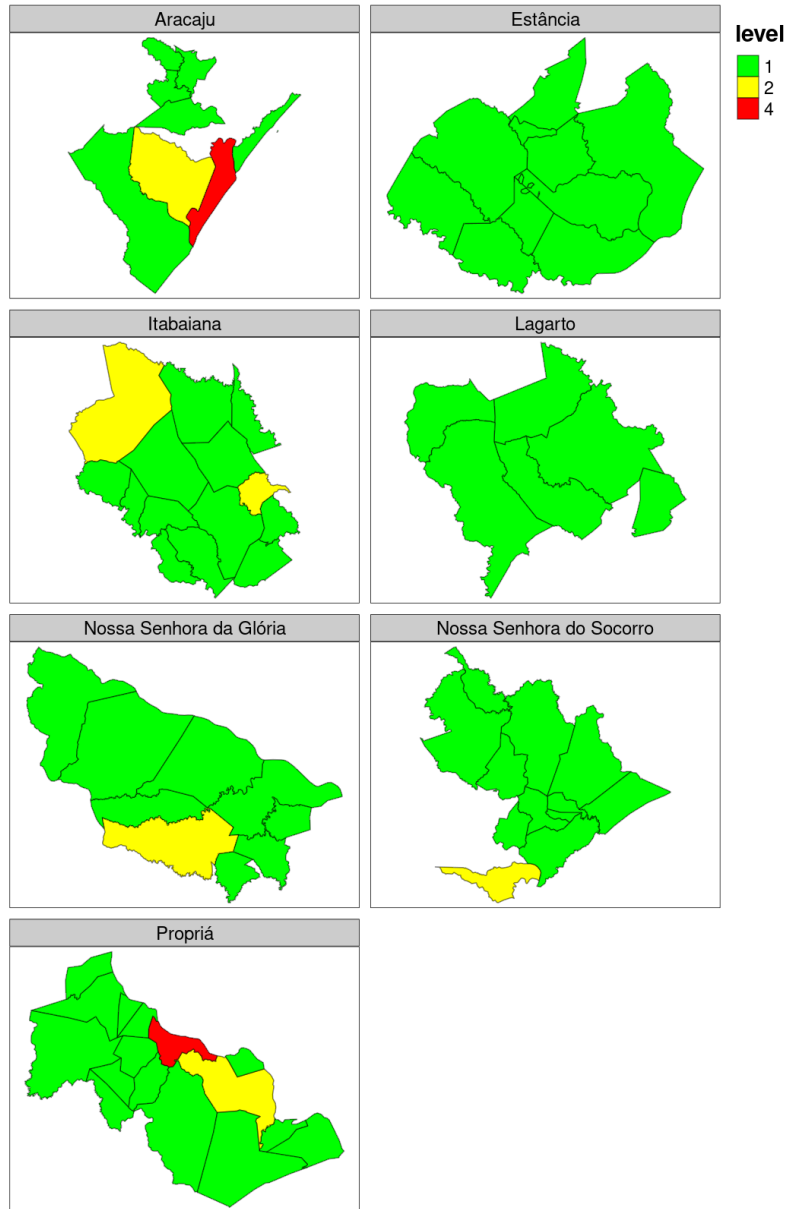 Aracaju
Estância
level
1
2
4
Itabaiana
Lagarto
Nossa Senhora da Glória
Nossa Senhora do Socorro
Propriá